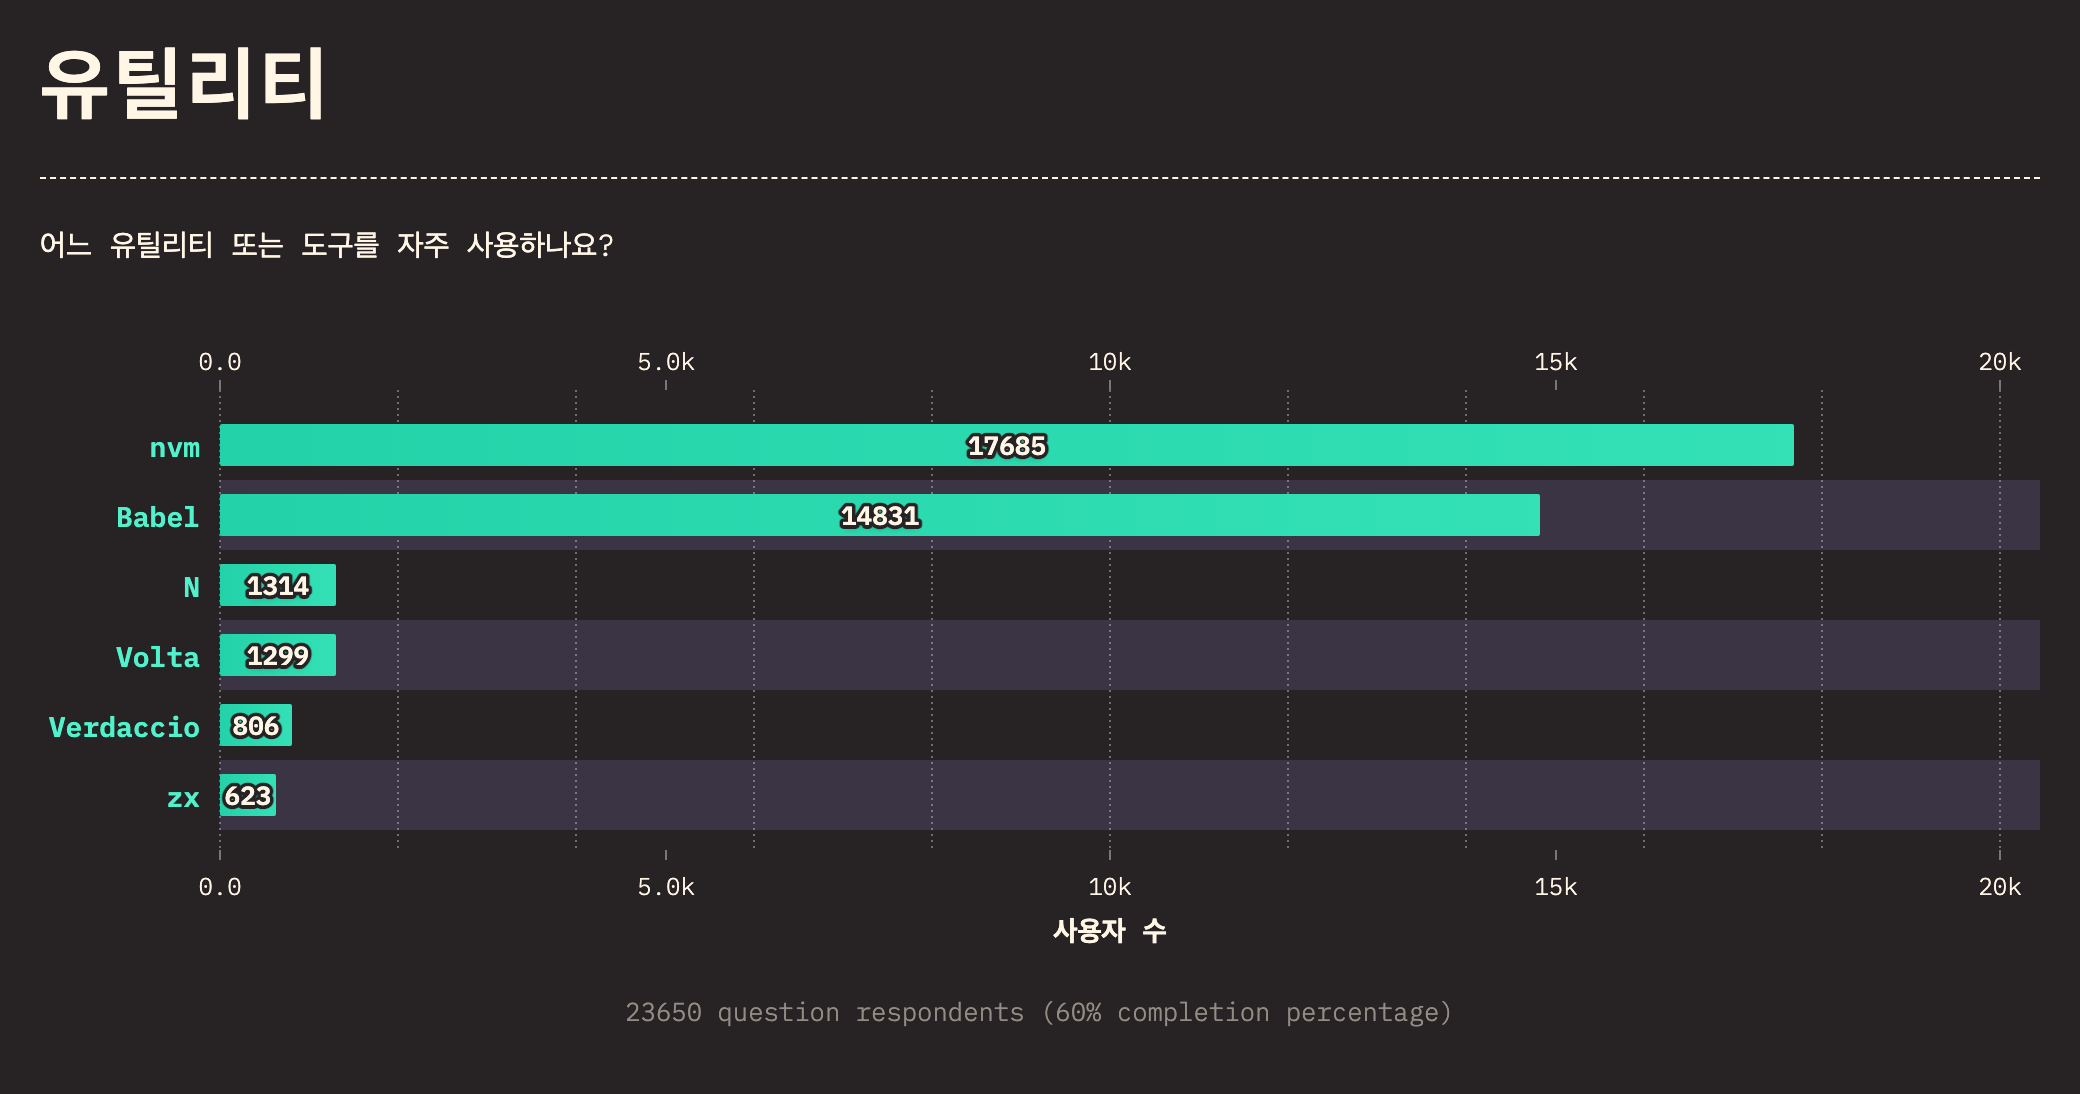 유틸리티
어느 유틸리티 또는 도구를 자주 사용하나요?
0.0 5.0k 10k 15k 20k
nvm 17685
Babel 14831
N 1314
Volta 1299
Verdaccio 806
zx 623
0.0 5.0k 10k 15k 20k
사용자 수
23650 question respondents (60% completion percentage)